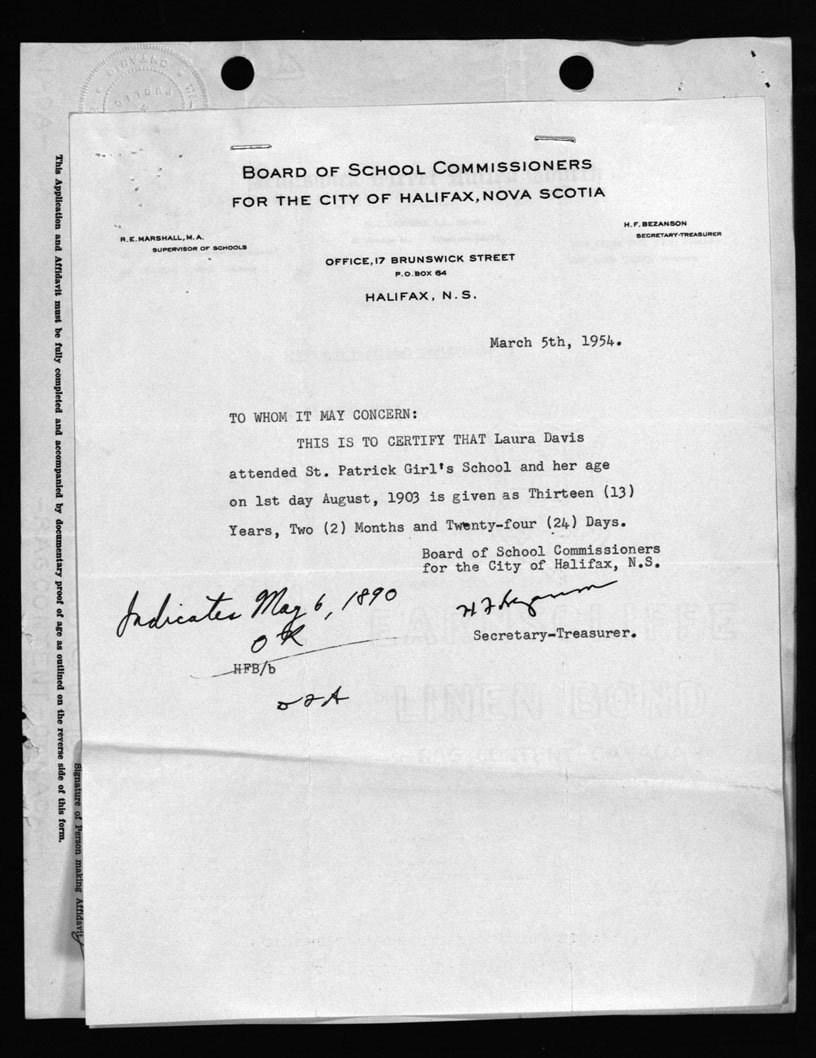 BOARD OF SCHOOL COMMISSIONERS
FOR THE CITY OF HALIFAX, NOVA SCOTIA
R.E. MARSHALL, M.A.
SUPERVISOR OF SCHOOLS
H.F. BEZANSON
SECRETARY-TREASURER
OFFICE, 17 BRUNSWICK STREET
P.O. BOX 64
HALIFAX, N.S.
March 5th, 1954.
TO WHOM IT MAY CONCERN:
THIS IS TO CERTIFY THAT Laura Davis
attended St. Patrick Girl's School and her age
on 1st day August, 1903 is given as Thirteen (13)
Years, Two (2) Months and Twenty-four (24) Days.
Board of School Commissioners
for the City of Halifax, N.S.
H F Bezanson
Secretary-Treasurer.
Indicates May 6, 1890
OK
HFB/b
This Application and Affidavit must be fully completed and accompanied by documentary proof of age as outlined on the reverse side of this form.
Signature of Person making Affidavit
LINEN BOND